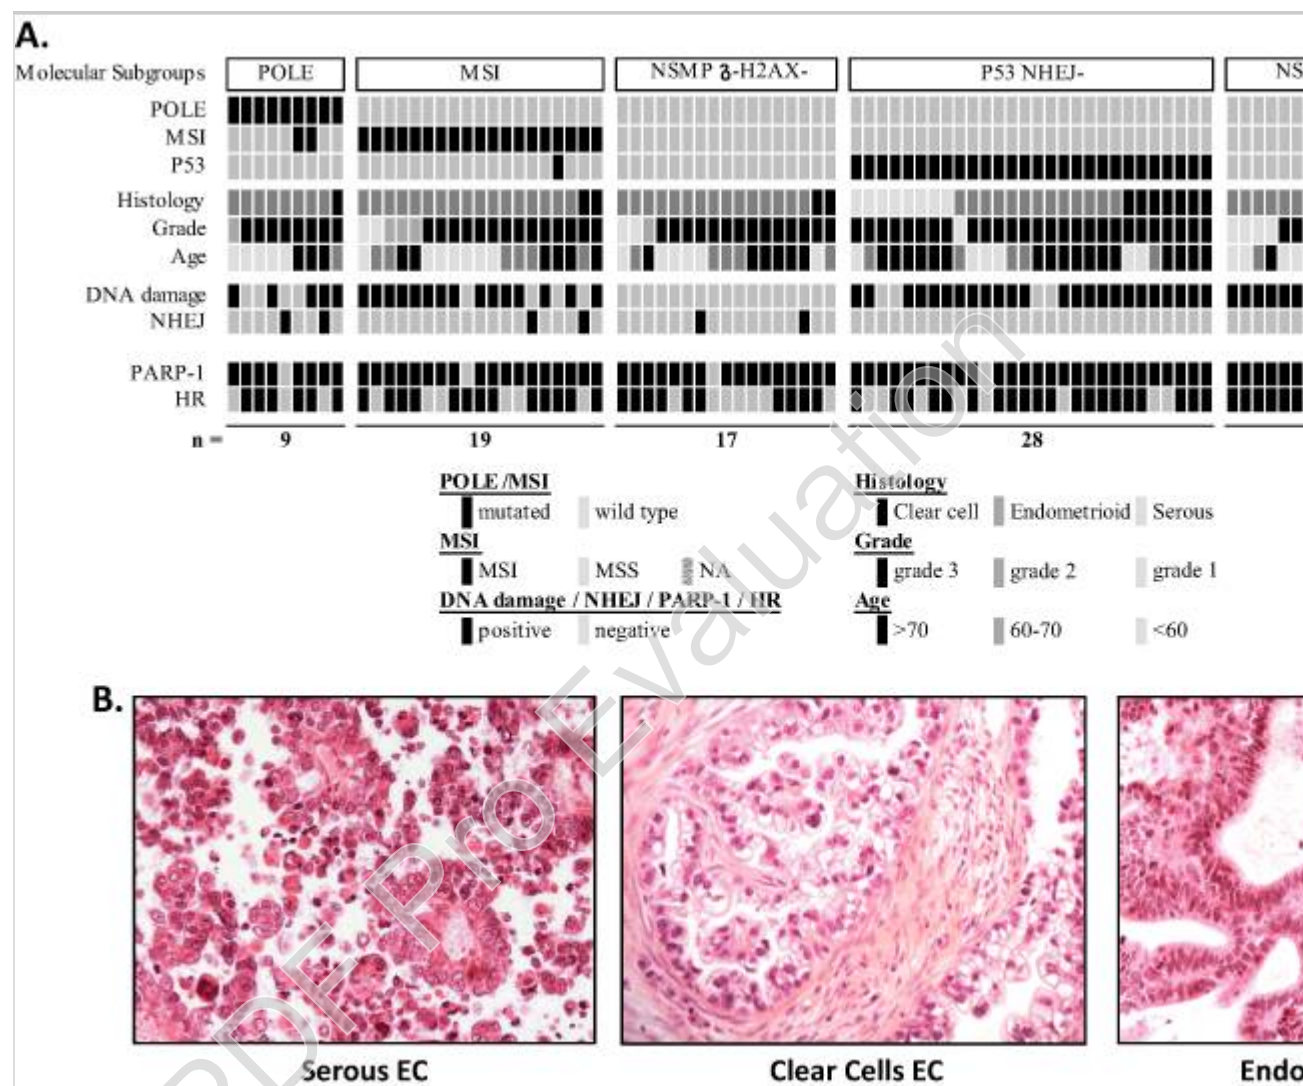 A.
Molecular Subgroups POLE MSI NSMP ɣ-H2AX- P53 NHEJ- NS
POLE
MSI
P53
Histology
Grade
Age
DNA damage
NHEJ
PARP-1
HR
n = 9 19 17 28
POLE /MSI Histology
mutated wild type Clear cell Endometrioid Serous
MSI Grade
MSI MSS NA grade 3 grade 2 grade 1
DNA damage / NHEJ / PARP-1 / HR Age
positive negative >70 60-70 <60
B.
PDF Pro Evaluation
Serous EC Clear Cells EC Endo